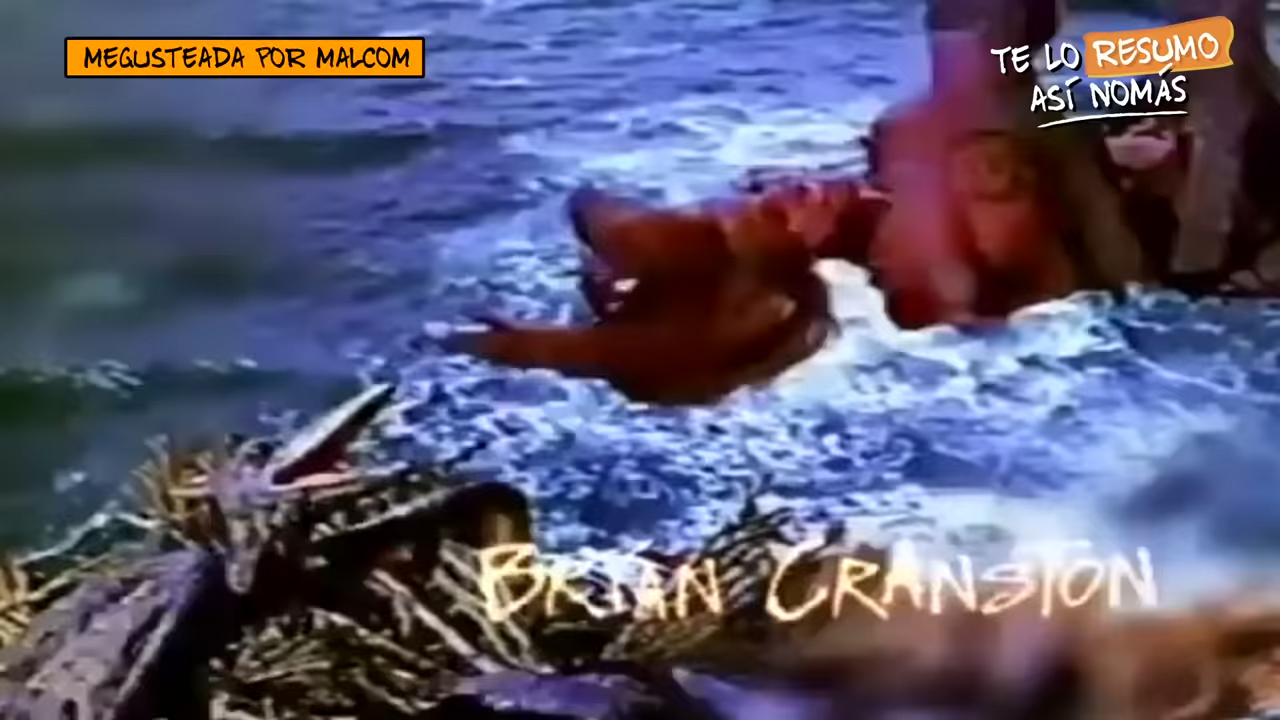 MEGUSTEADA POR MALCOM
TE LO RESUMO
ASÍ NOMÁS
BRIAN CRANSTON